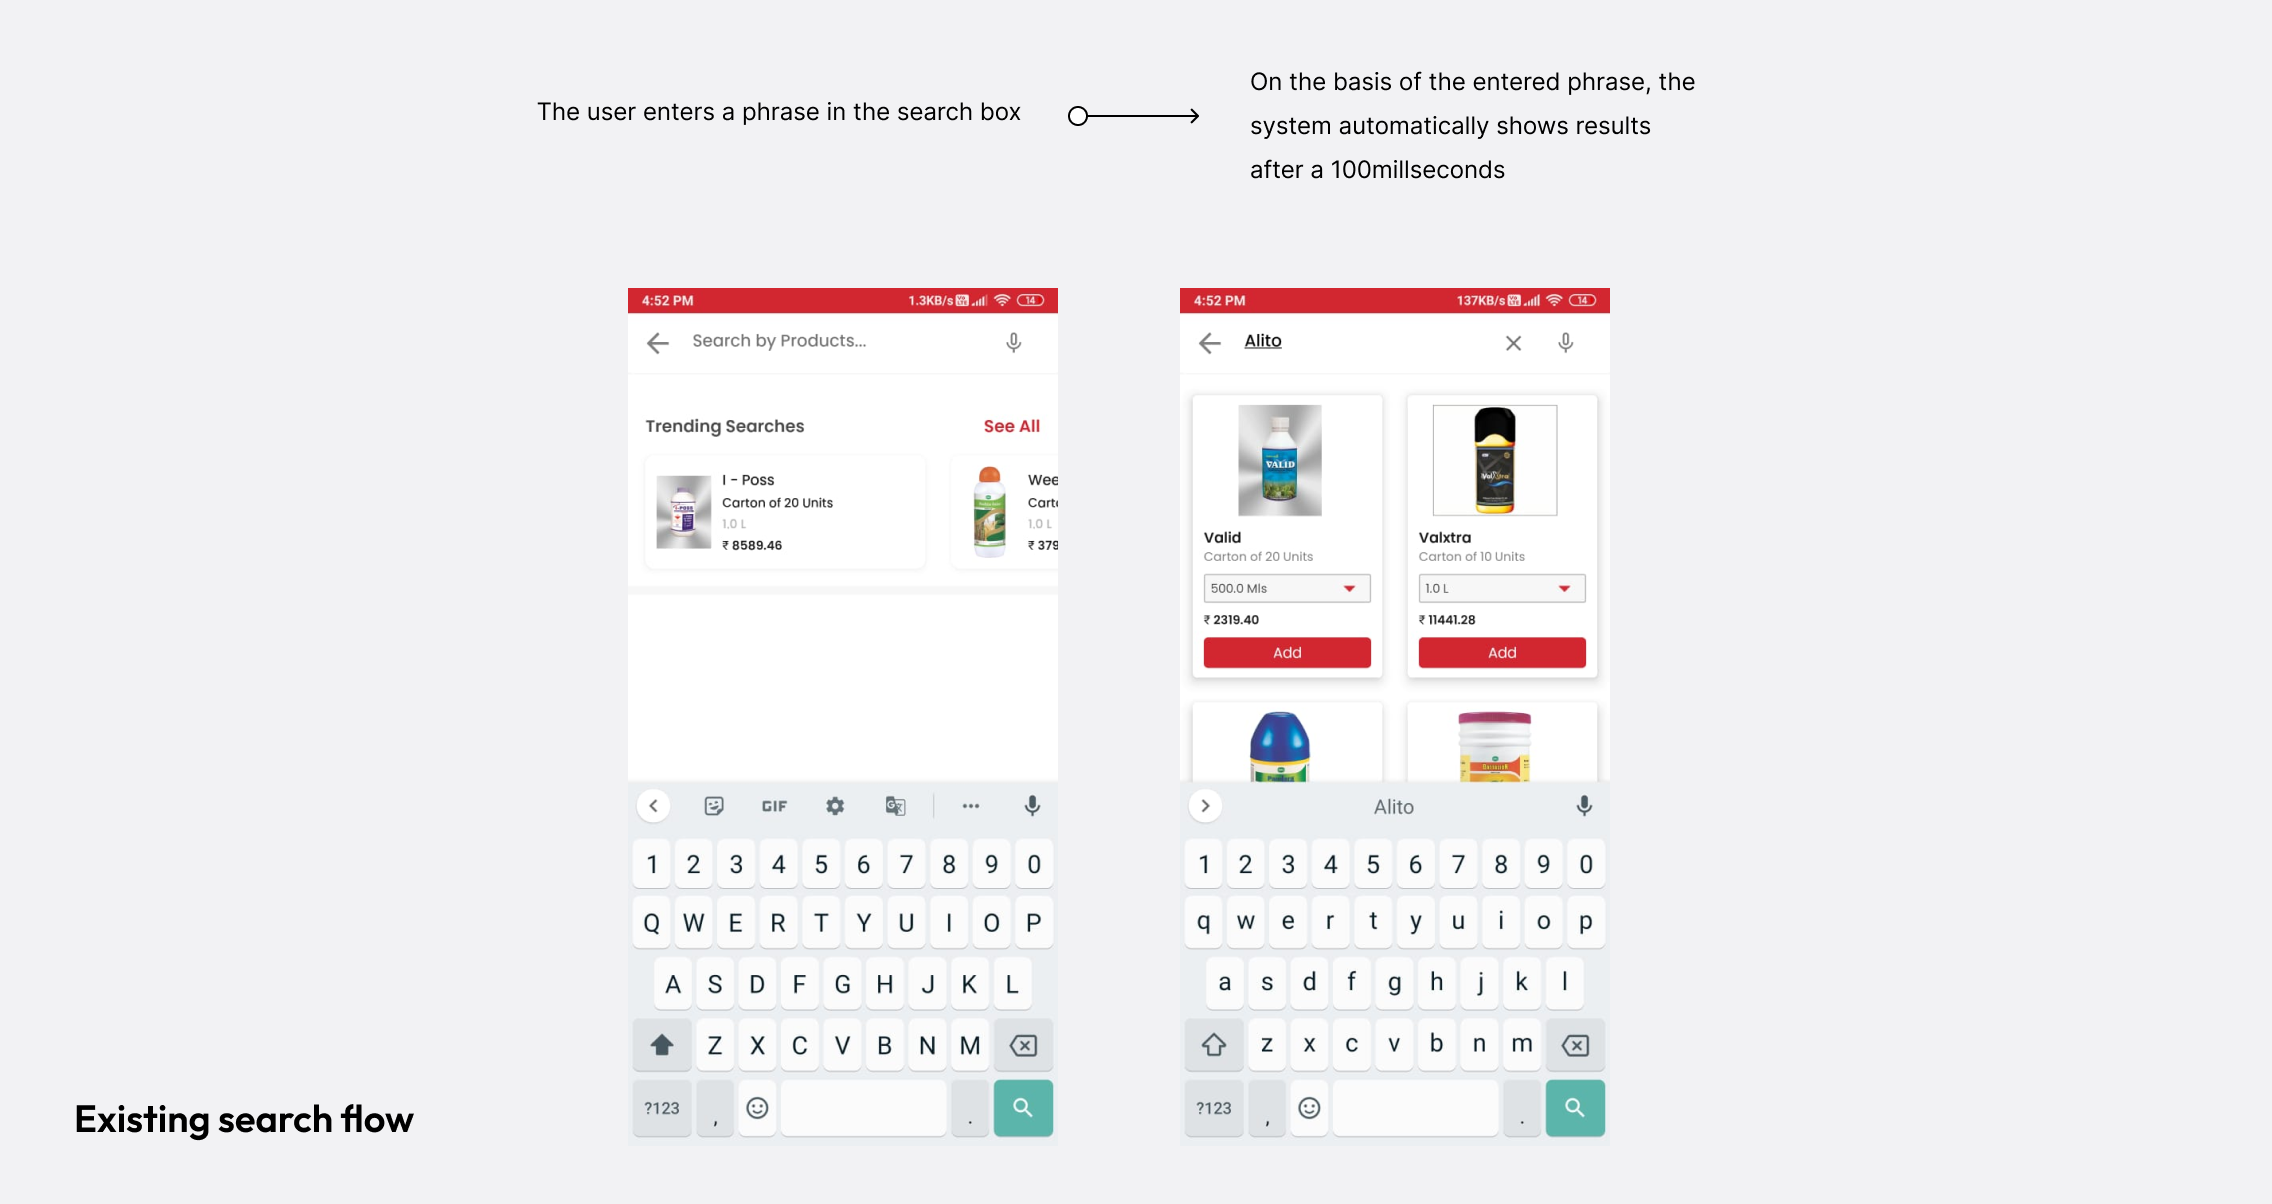 The user enters a phrase in the search box
On the basis of the entered phrase, the
system automatically shows results
after a 100millseconds
4:52 PM
1.3KB/s
14
Search by Products...
Trending Searches
See All
I - Poss
Carton of 20 Units
1.0 L
₹ 8589.46
Wee
Carto
1.0 L
₹ 379
GIF
1 2 3 4 5 6 7 8 9 0
Q W E R T Y U I O P
A S D F G H J K L
Z X C V B N M
?123 , .
4:52 PM
137KB/s
14
Alito
VALID
Valid
Carton of 20 Units
500.0 Mls
₹ 2319.40
Add
Valxtra
Carton of 10 Units
1.0 L
₹ 11441.28
Add
Alito
1 2 3 4 5 6 7 8 9 0
q w e r t y u i o p
a s d f g h j k l
z x c v b n m
?123 , .
Existing search flow